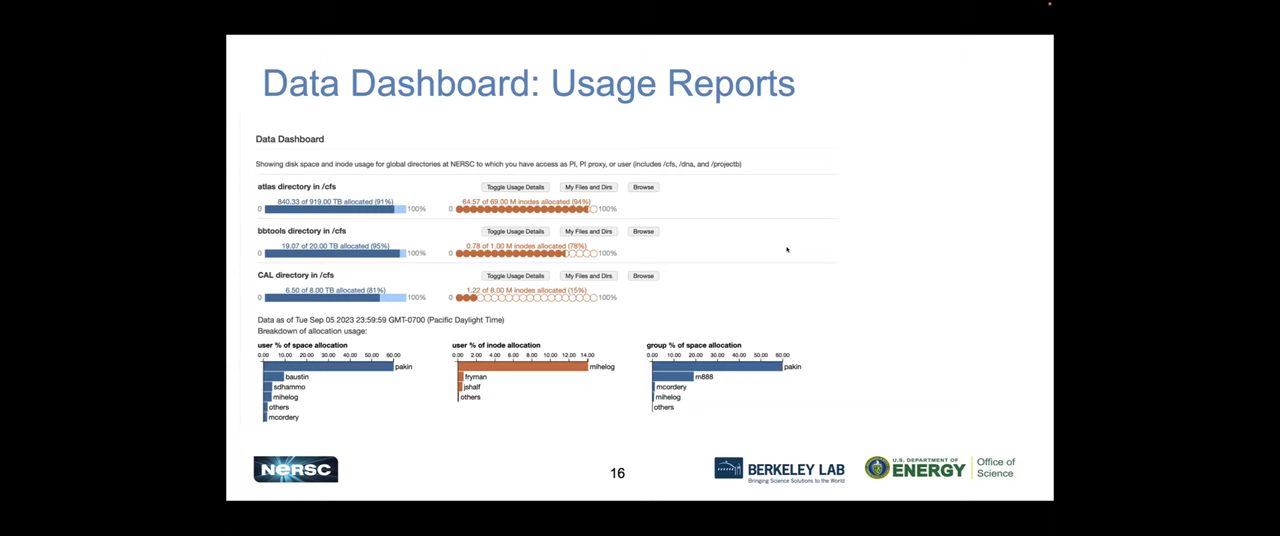 Data Dashboard: Usage Reports
Data Dashboard
Showing disk space and inode usage for global directories at NERSC to which you have access as PI, PI proxy, or user (includes /cfs, /dna, and /projectb)
atlas directory in /cfs
Toggle Usage Details My Files and Dirs Browse
840.33 of 919.00 TB allocated (91%) 64.57 of 69.00 M inodes allocated (94%)
0 100% 0 100%
bbtools directory in /cfs
Toggle Usage Details My Files and Dirs Browse
19.07 of 20.00 TB allocated (95%) 0.78 of 1.00 M inodes allocated (78%)
0 100% 0 100%
CAL directory in /cfs
Toggle Usage Details My Files and Dirs Browse
6.50 of 8.00 TB allocated (81%) 1.22 of 8.00 M inodes allocated (15%)
0 100% 0 100%
Data as of Tue Sep 05 2023 23:59:59 GMT-0700 (Pacific Daylight Time)
Breakdown of allocation usage:
user % of space allocation
0.00 10.00 20.00 30.00 40.00 50.00 60.00
pakin
baustin
sdhammo
mihelog
others
mcordery
user % of inode allocation
0.00 2.00 4.00 6.00 8.00 10.00 12.00 14.00
mihelog
fryman
jshalf
others
group % of space allocation
0.00 10.00 20.00 30.00 40.00 50.00 60.00
pakin
m888
mcordery
mihelog
others
NERSC
16
BERKELEY LAB
Bringing Science Solutions to the World
U.S. DEPARTMENT OF
ENERGY
Office of
Science